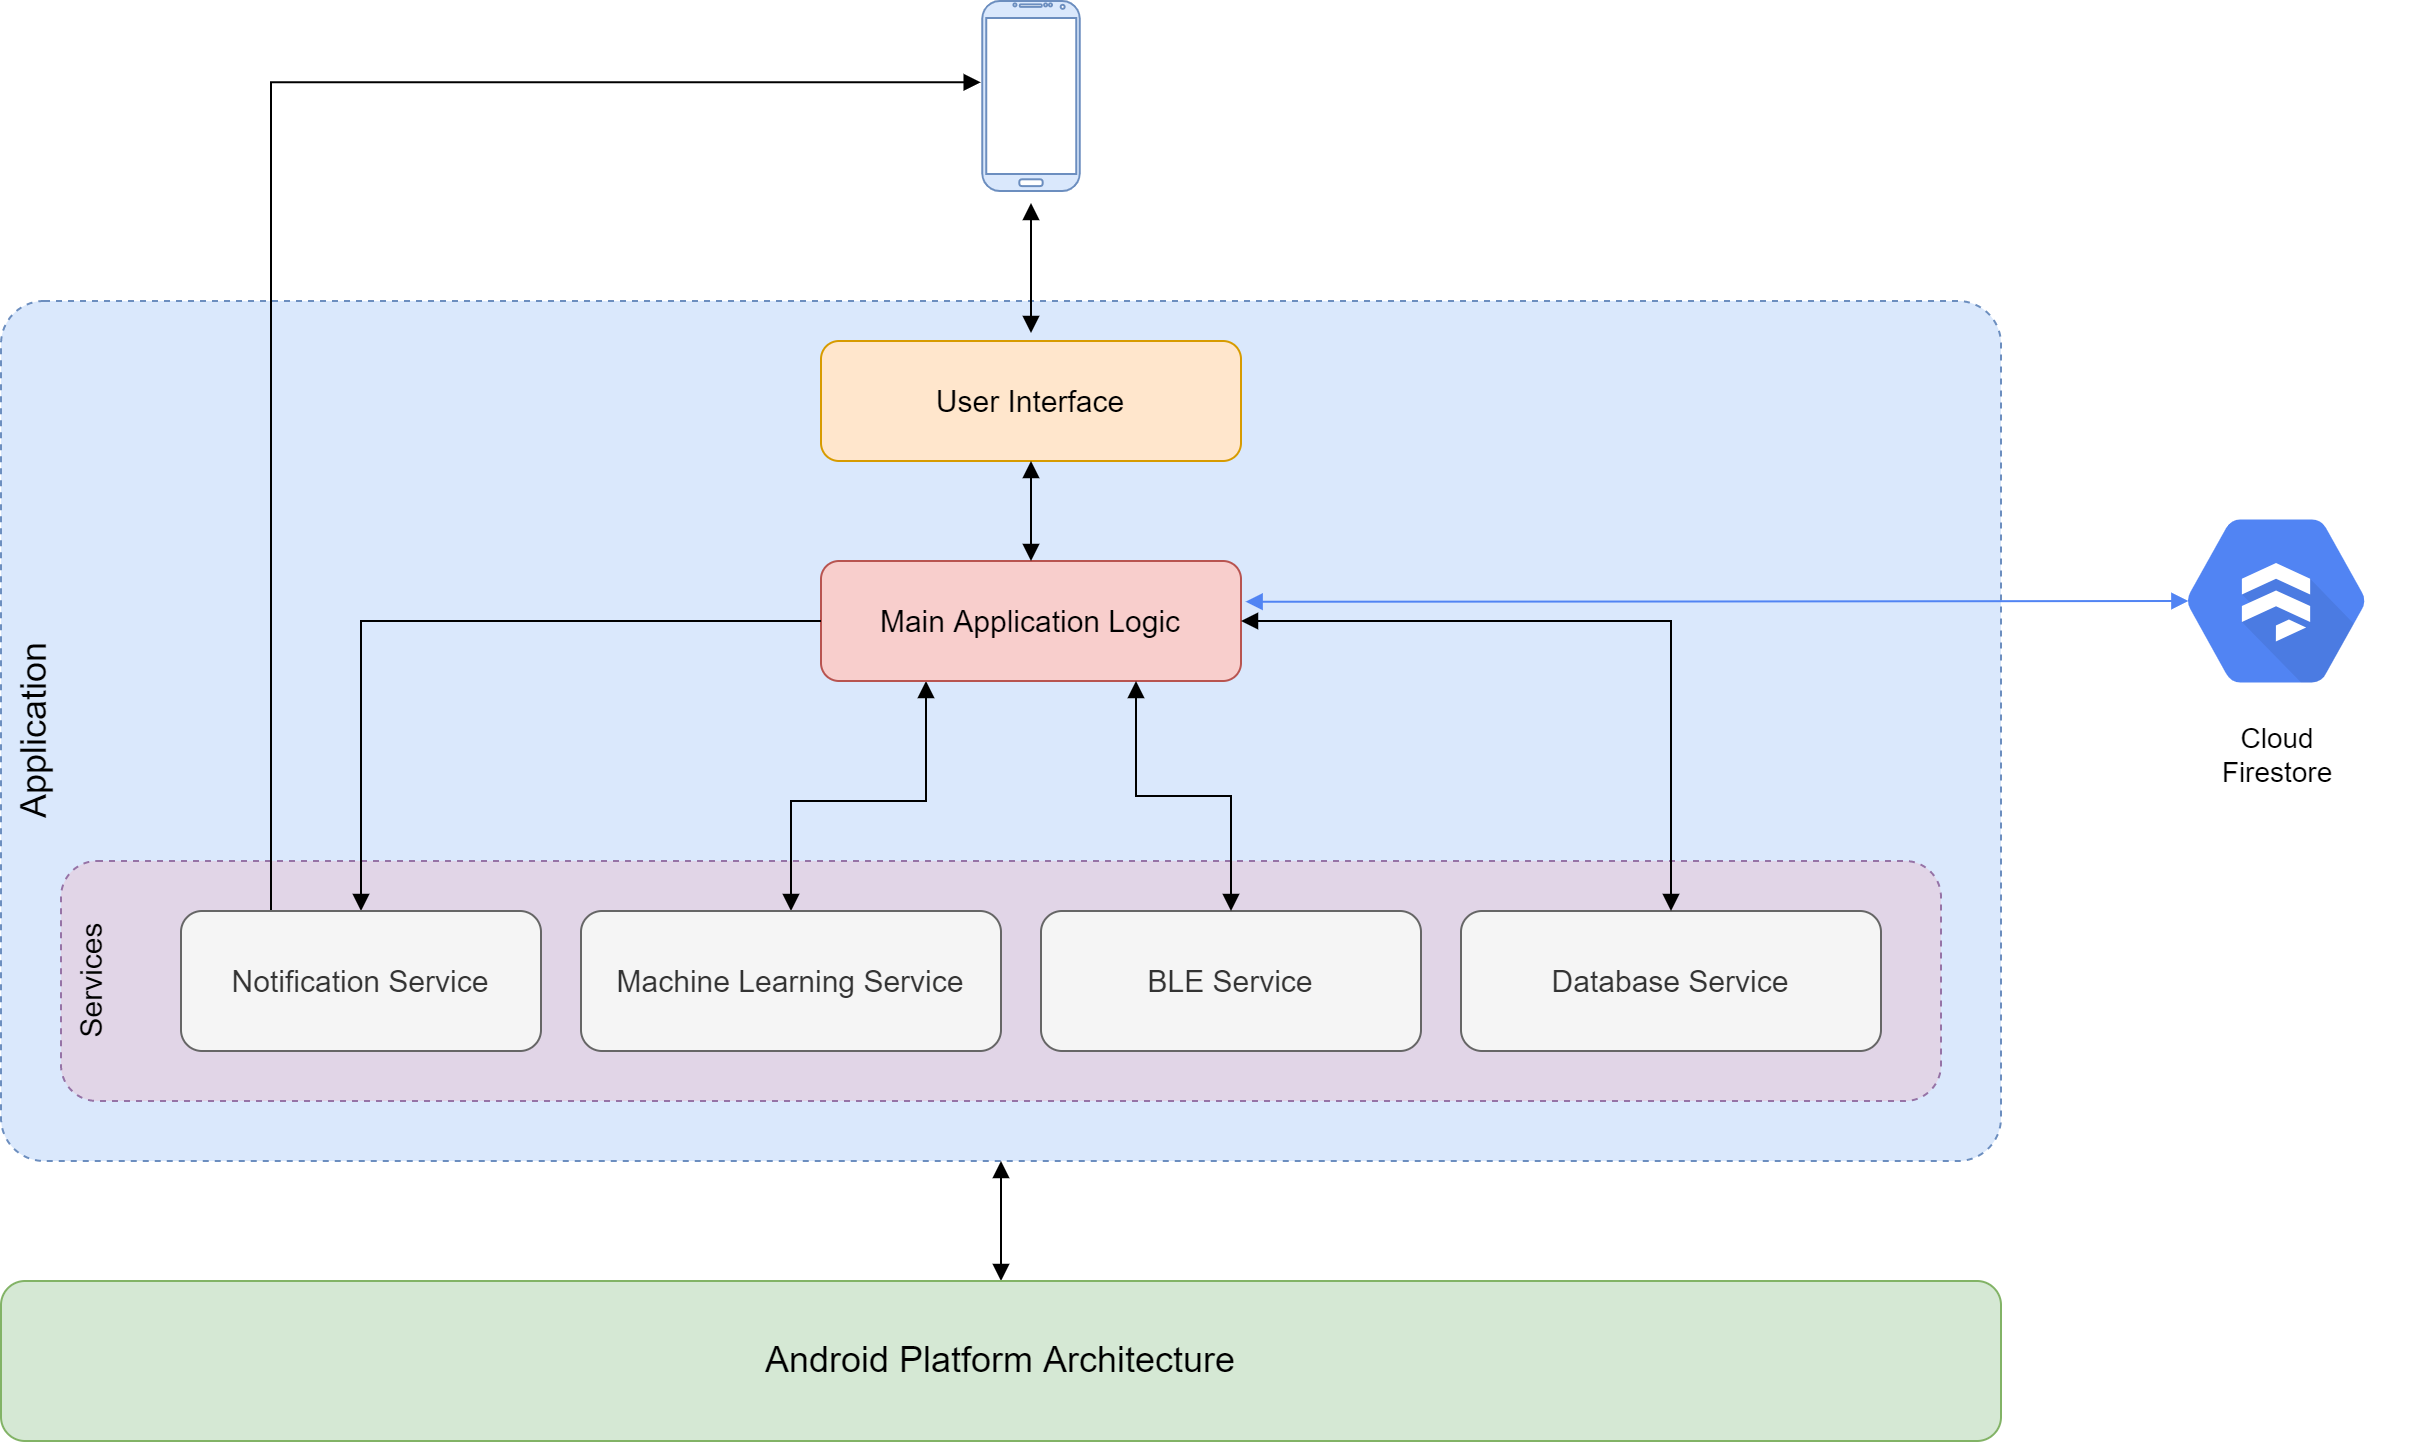 User Interface
Main Application Logic
Application
Cloud
Firestore
Services
Notification Service
Machine Learning Service
BLE Service
Database Service
Android Platform Architecture